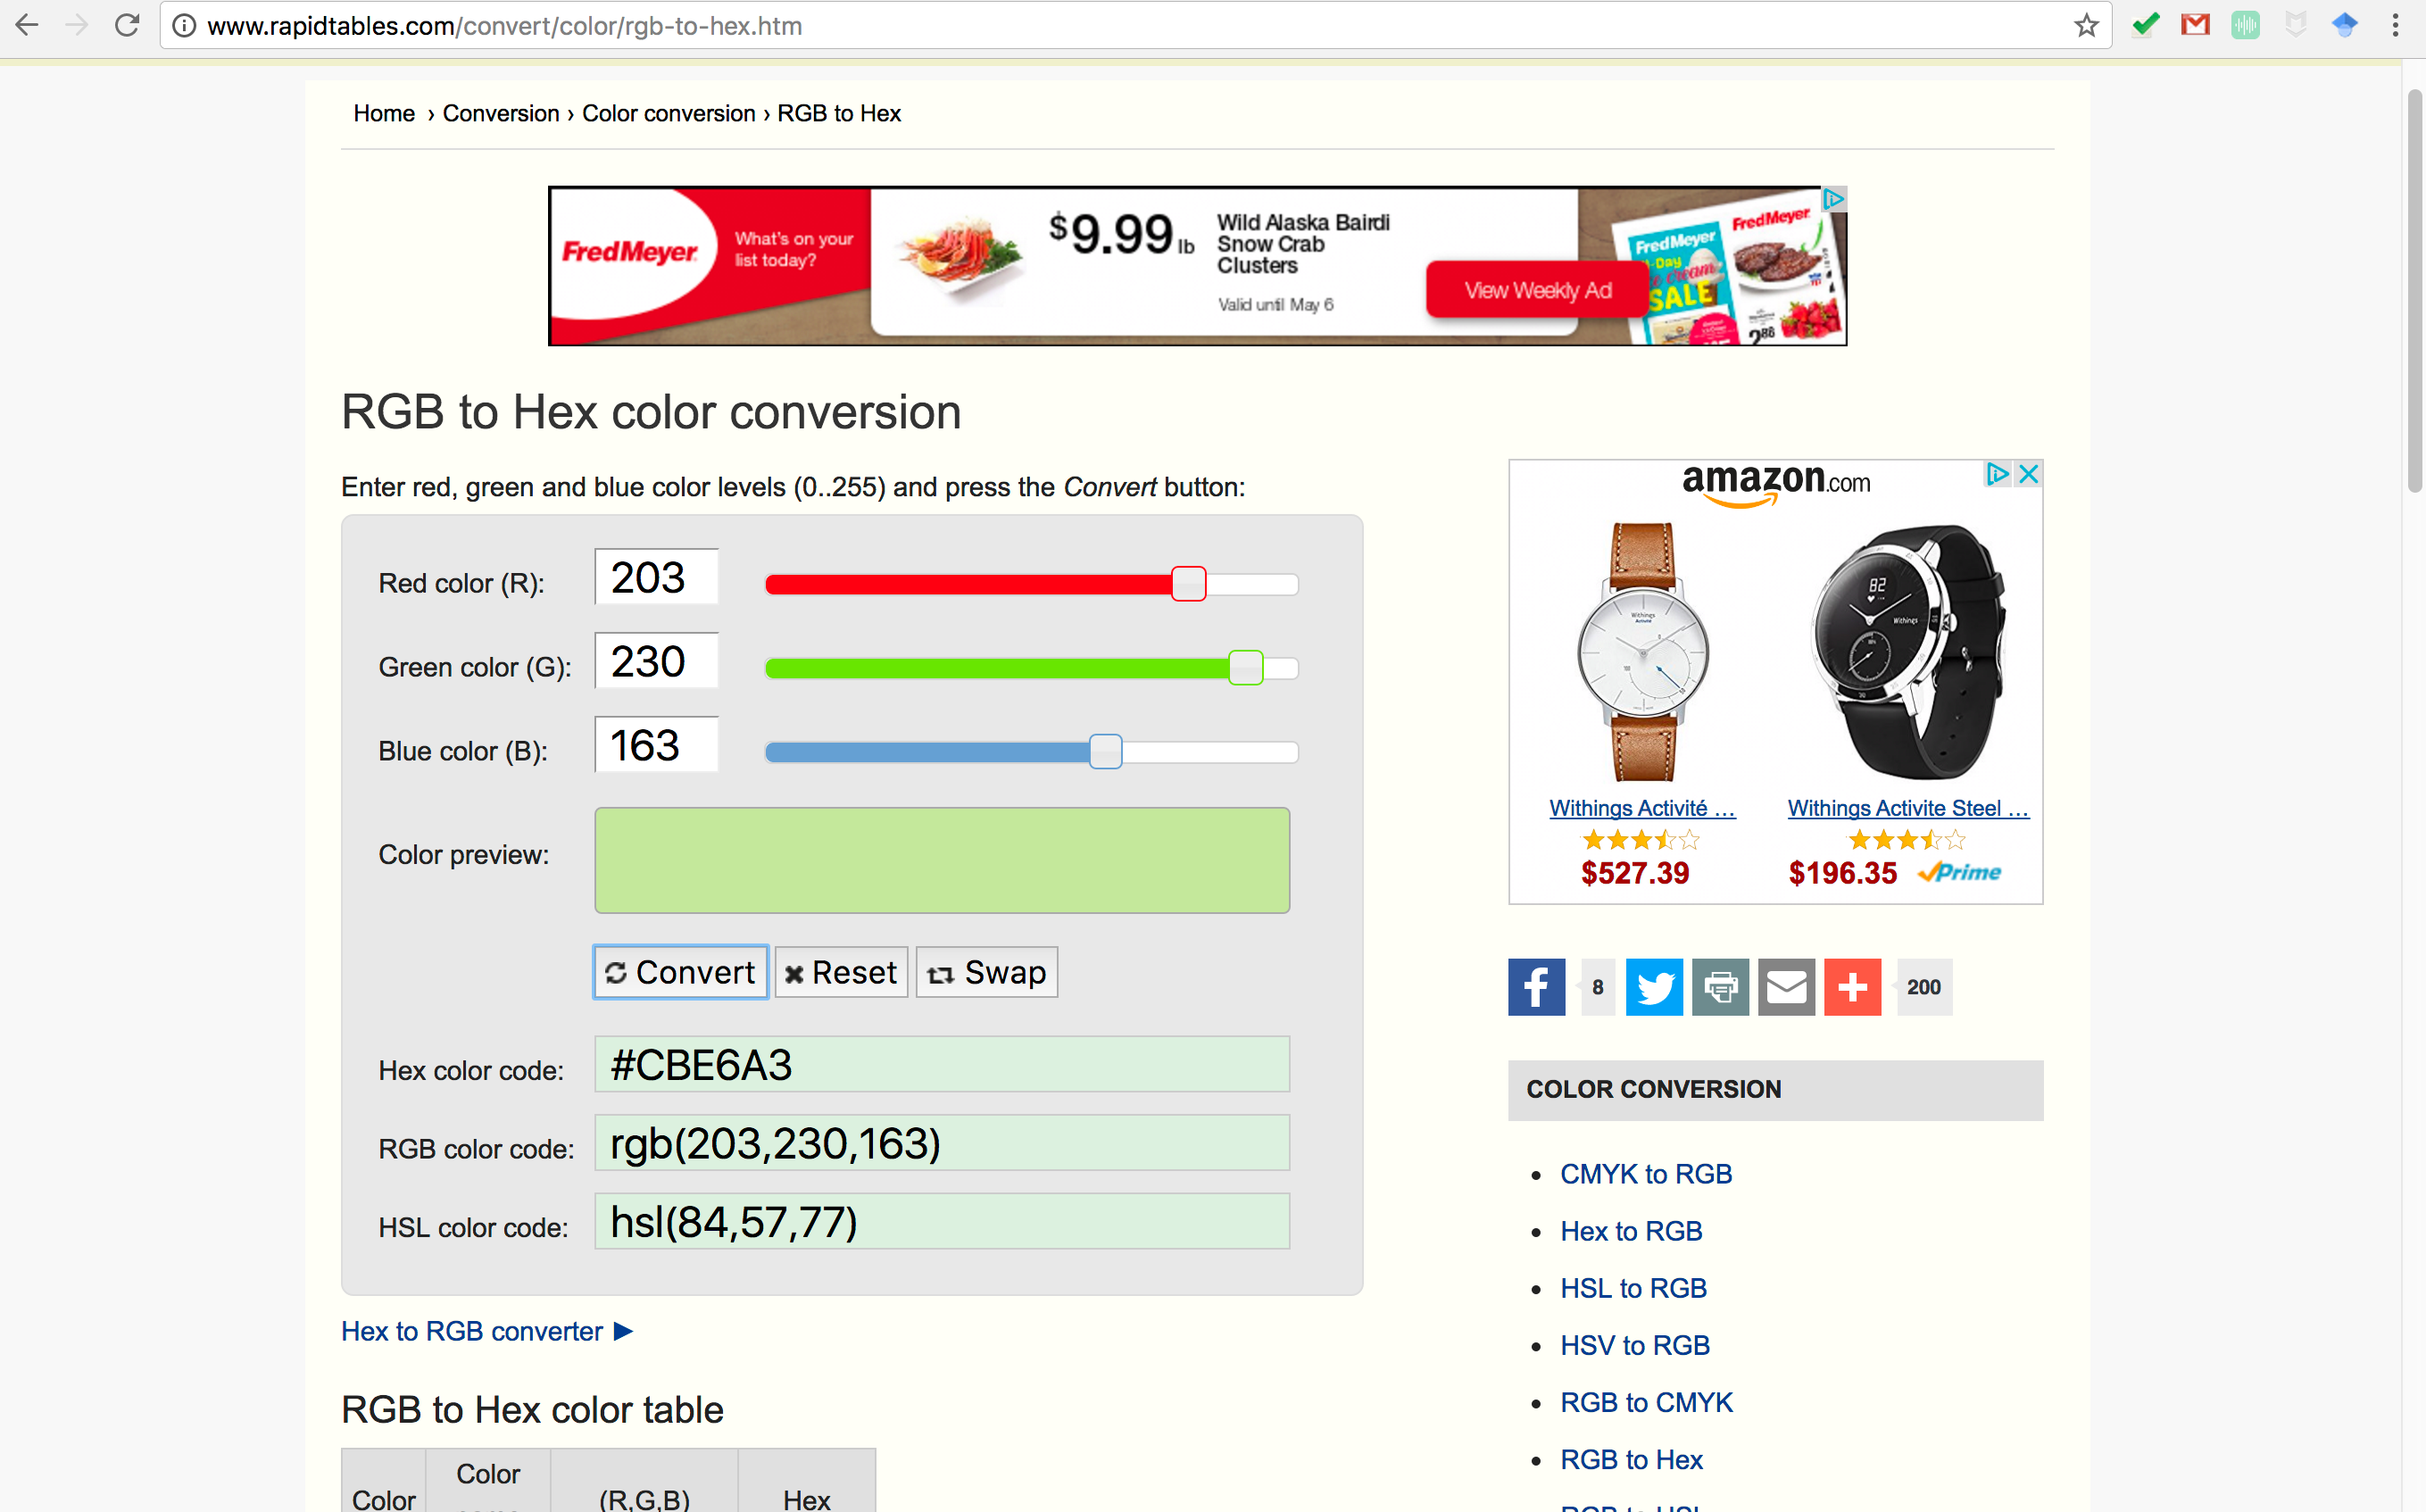 www.rapidtables.com/convert/color/rgb-to-hex.htm
Home › Conversion › Color conversion › RGB to Hex
FredMeyer
What's on your
list today?
$9.99 lb
Wild Alaska Bairdi
Snow Crab
Clusters
Valid until May 6
View Weekly Ad
FredMeyer
FredMeyer
SALE
2 88
RGB to Hex color conversion
Enter red, green and blue color levels (0..255) and press the Convert button:
Red color (R): 203
Green color (G): 230
Blue color (B): 163
Color preview:
Convert Reset Swap
Hex color code: #CBE6A3
RGB color code: rgb(203,230,163)
HSL color code: hsl(84,57,77)
Hex to RGB converter ►
RGB to Hex color table
Color
Color (R,G,B) Hex
amazon.com
82
Withings
Activité
Withings
Withings Activité ...
Withings Activite Steel ...
$527.39
$196.35 Prime
8
200
COLOR CONVERSION
CMYK to RGB
Hex to RGB
HSL to RGB
HSV to RGB
RGB to CMYK
RGB to Hex